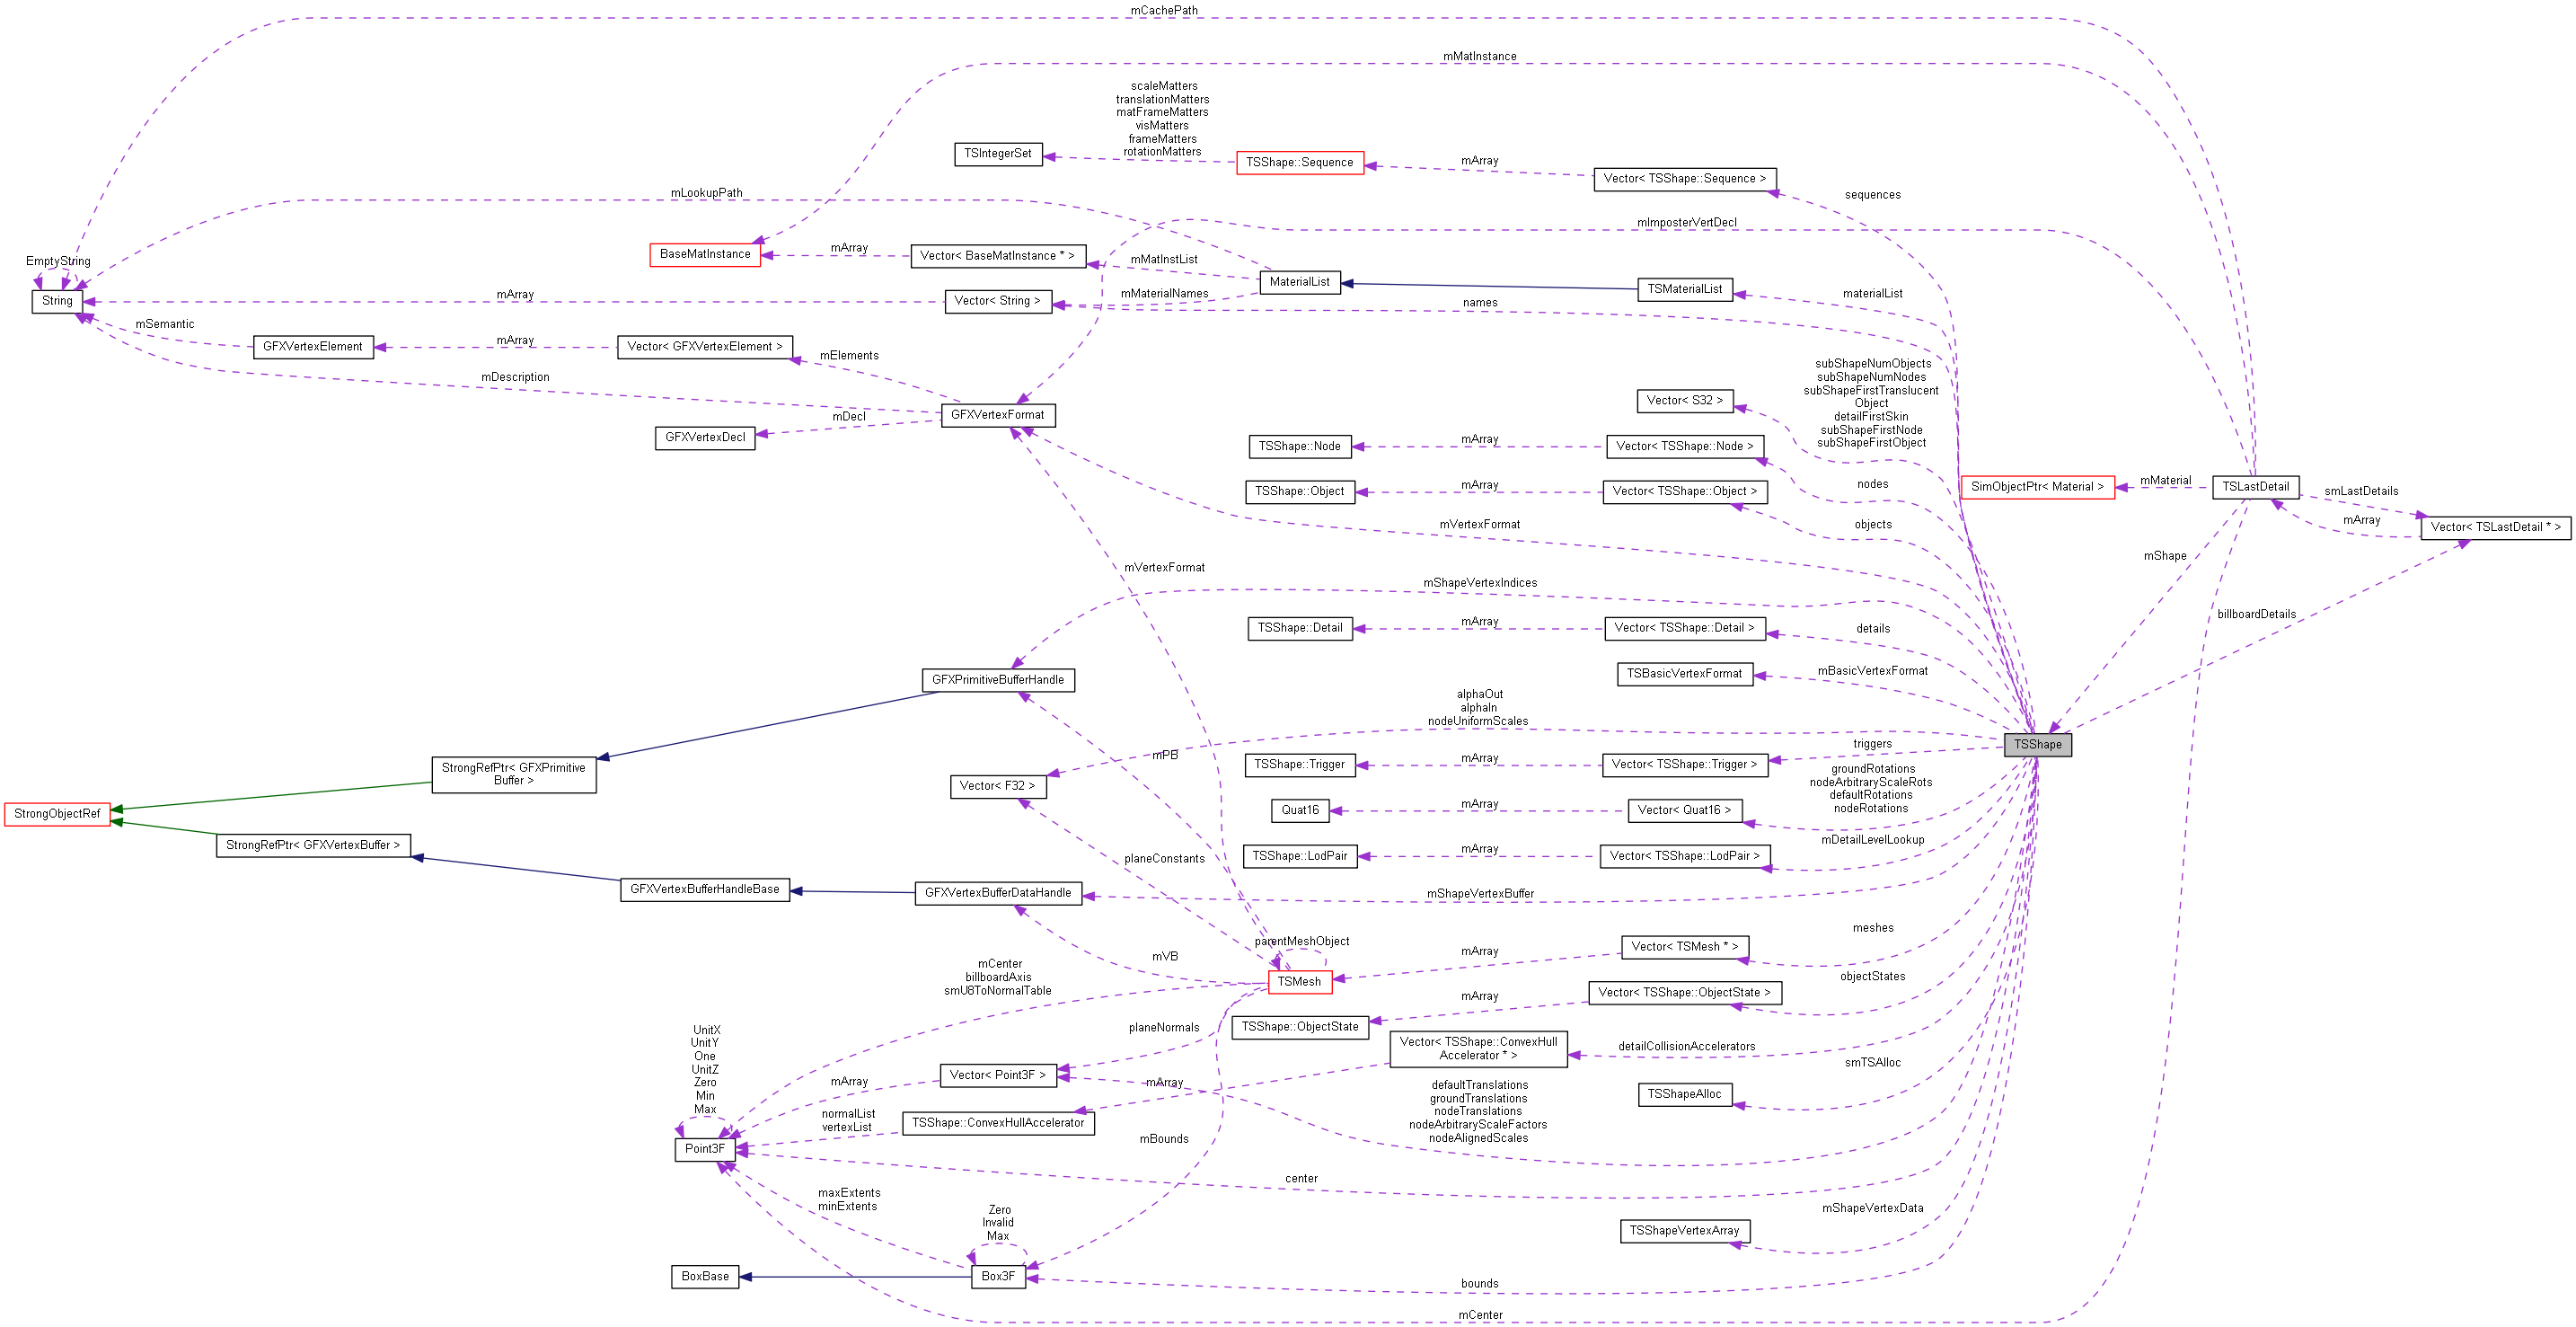 mCachePath
mMatInstance
scaleMatters
translationMatters
matFrameMatters
visMatters
frameMatters
rotationMatters
TSIntegerSet
TSShape::Sequence
mArray
Vector< TSShape::Sequence >
sequences
mLookupPath
mImposterVertDecl
BaseMatInstance
mArray
Vector< BaseMatInstance * >
mMatInstList
EmptyString
String
mArray
Vector< String >
mMaterialNames
MaterialList
TSMaterialList
materialList
names
mSemantic
GFXVertexElement
mArray
Vector< GFXVertexElement >
mElements
mDescription
mDecl
GFXVertexFormat
GFXVertexDecl
subShapeNumObjects
subShapeNumNodes
subShapeFirstTranslucent
Object
detailFirstSkin
subShapeFirstNode
subShapeFirstObject
Vector< S32 >
TSShape::Node
mArray
Vector< TSShape::Node >
nodes
TSShape::Object
mArray
Vector< TSShape::Object >
objects
SimObjectPtr< Material >
mMaterial
TSLastDetail
smLastDetails
mArray
Vector< TSLastDetail * >
mVertexFormat
mVertexFormat
mShape
mShapeVertexIndices
billboardDetails
TSShape::Detail
mArray
Vector< TSShape::Detail >
details
GFXPrimitiveBufferHandle
TSBasicVertexFormat
mBasicVertexFormat
alphaOut
alphaIn
nodeUniformScales
mPB
StrongRefPtr< GFXPrimitive
Buffer >
Vector< F32 >
TSShape::Trigger
mArray
Vector< TSShape::Trigger >
triggers
TSShape
groundRotations
nodeArbitraryScaleRots
defaultRotations
nodeRotations
Quat16
mArray
Vector< Quat16 >
StrongObjectRef
StrongRefPtr< GFXVertexBuffer >
mDetailLevelLookup
TSShape::LodPair
mArray
Vector< TSShape::LodPair >
planeConstants
GFXVertexBufferHandleBase
GFXVertexBufferDataHandle
mShapeVertexBuffer
meshes
parentMeshObject
Vector< TSMesh * >
mArray
mVB
TSMesh
mCenter
billboardAxis
smU8ToNormalTable
objectStates
Vector< TSShape::ObjectState >
mArray
TSShape::ObjectState
planeNormals
UnitX
UnitY
One
UnitZ
Zero
Min
Max
Vector< TSShape::ConvexHull
Accelerator * >
detailCollisionAccelerators
smTSAlloc
Vector< Point3F >
mArray
mArray
TSShapeAlloc
defaultTranslations
groundTranslations
nodeTranslations
nodeArbitraryScaleFactors
nodeAlignedScales
normalList
vertexList
TSShape::ConvexHullAccelerator
Point3F
mBounds
center
maxExtents
minExtents
Zero
Invalid
Max
mShapeVertexData
TSShapeVertexArray
BoxBase
Box3F
bounds
mCenter